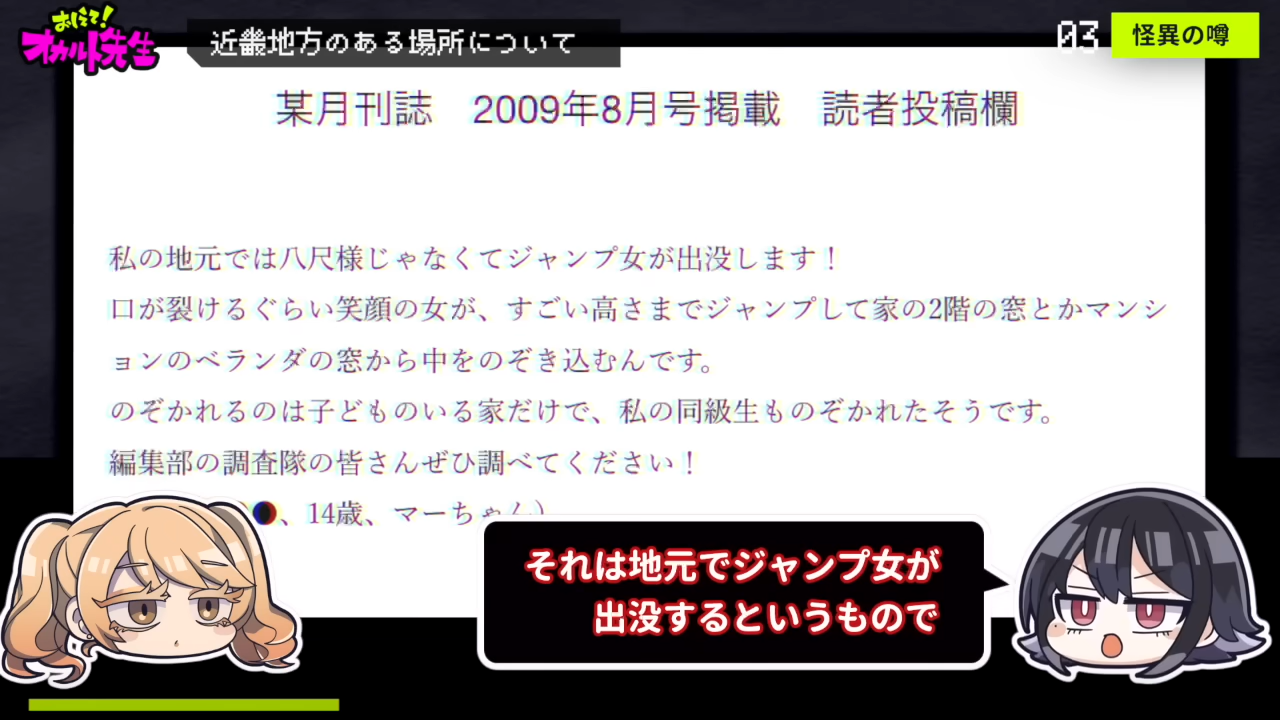 おしえて!
オカルト先生
近畿地方のある場所について
03
怪異の噂
某月刊誌　2009年8月号掲載　読者投稿欄
私の地元では八尺様じゃなくてジャンプ女が出没します！
口が裂けるぐらい笑顔の女が、すごい高さまでジャンプして家の2階の窓とかマンシ
ョンのベランダの窓から中をのぞき込むんです。
のぞかれるのは子どものいる家だけで、私の同級生ものぞかれたそうです。
編集部の調査隊の皆さんぜひ調べてください！
●、14歳、マーちゃん）
それは地元でジャンプ女が
出没するというもので